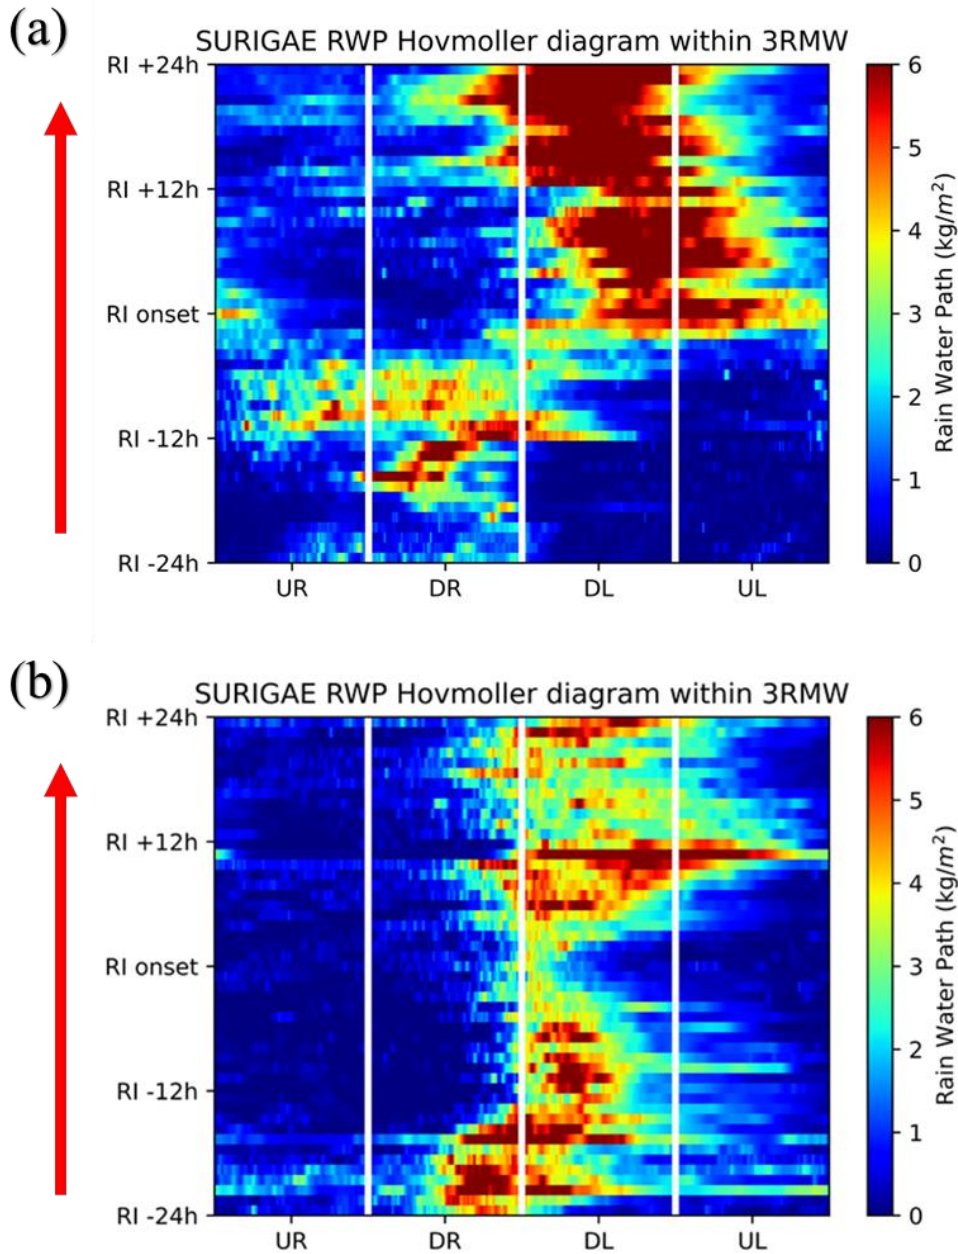 (a)
SURIGAE RWP Hovmoller diagram within 3RMW
RI +24h
RI +12h
RI onset
RI -12h
RI -24h
UR DR DL UL
6
5
4
3
2
1
0
Rain Water Path (kg/m²)
(b)
SURIGAE RWP Hovmoller diagram within 3RMW
RI +24h
RI +12h
RI onset
RI -12h
RI -24h
UR DR DL UL
6
5
4
3
2
1
0
Rain Water Path (kg/m²)